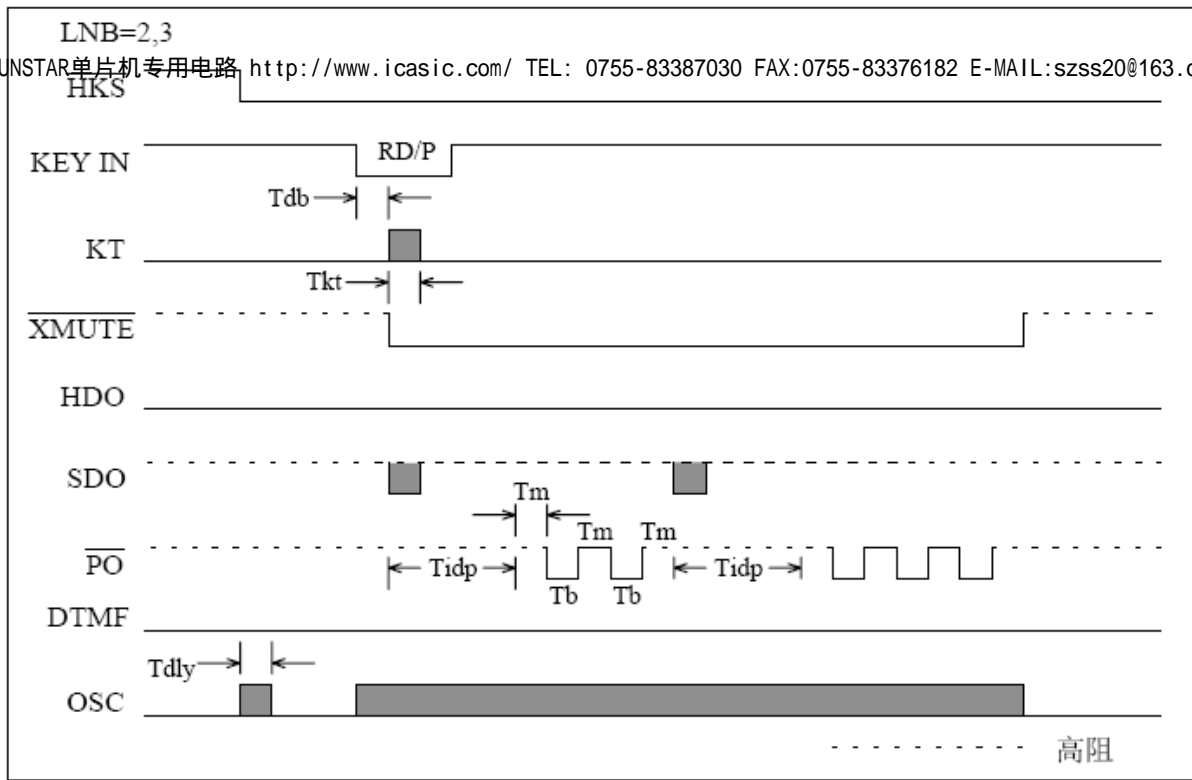 LNB=2,3
UNSTAR单片机专用电路 http://www.icasic.com/ TEL: 0755-83387030 FAX:0755-83376182 E-MAIL:szss20@163.c
HKS
KEY IN
RD/P
Tdb
KT
Tkt
XMUTE
HDO
SDO
Tm
Tm
Tm
PO
Tidp
Tidp
Tb
Tb
DTMF
Tdly
OSC
高阻